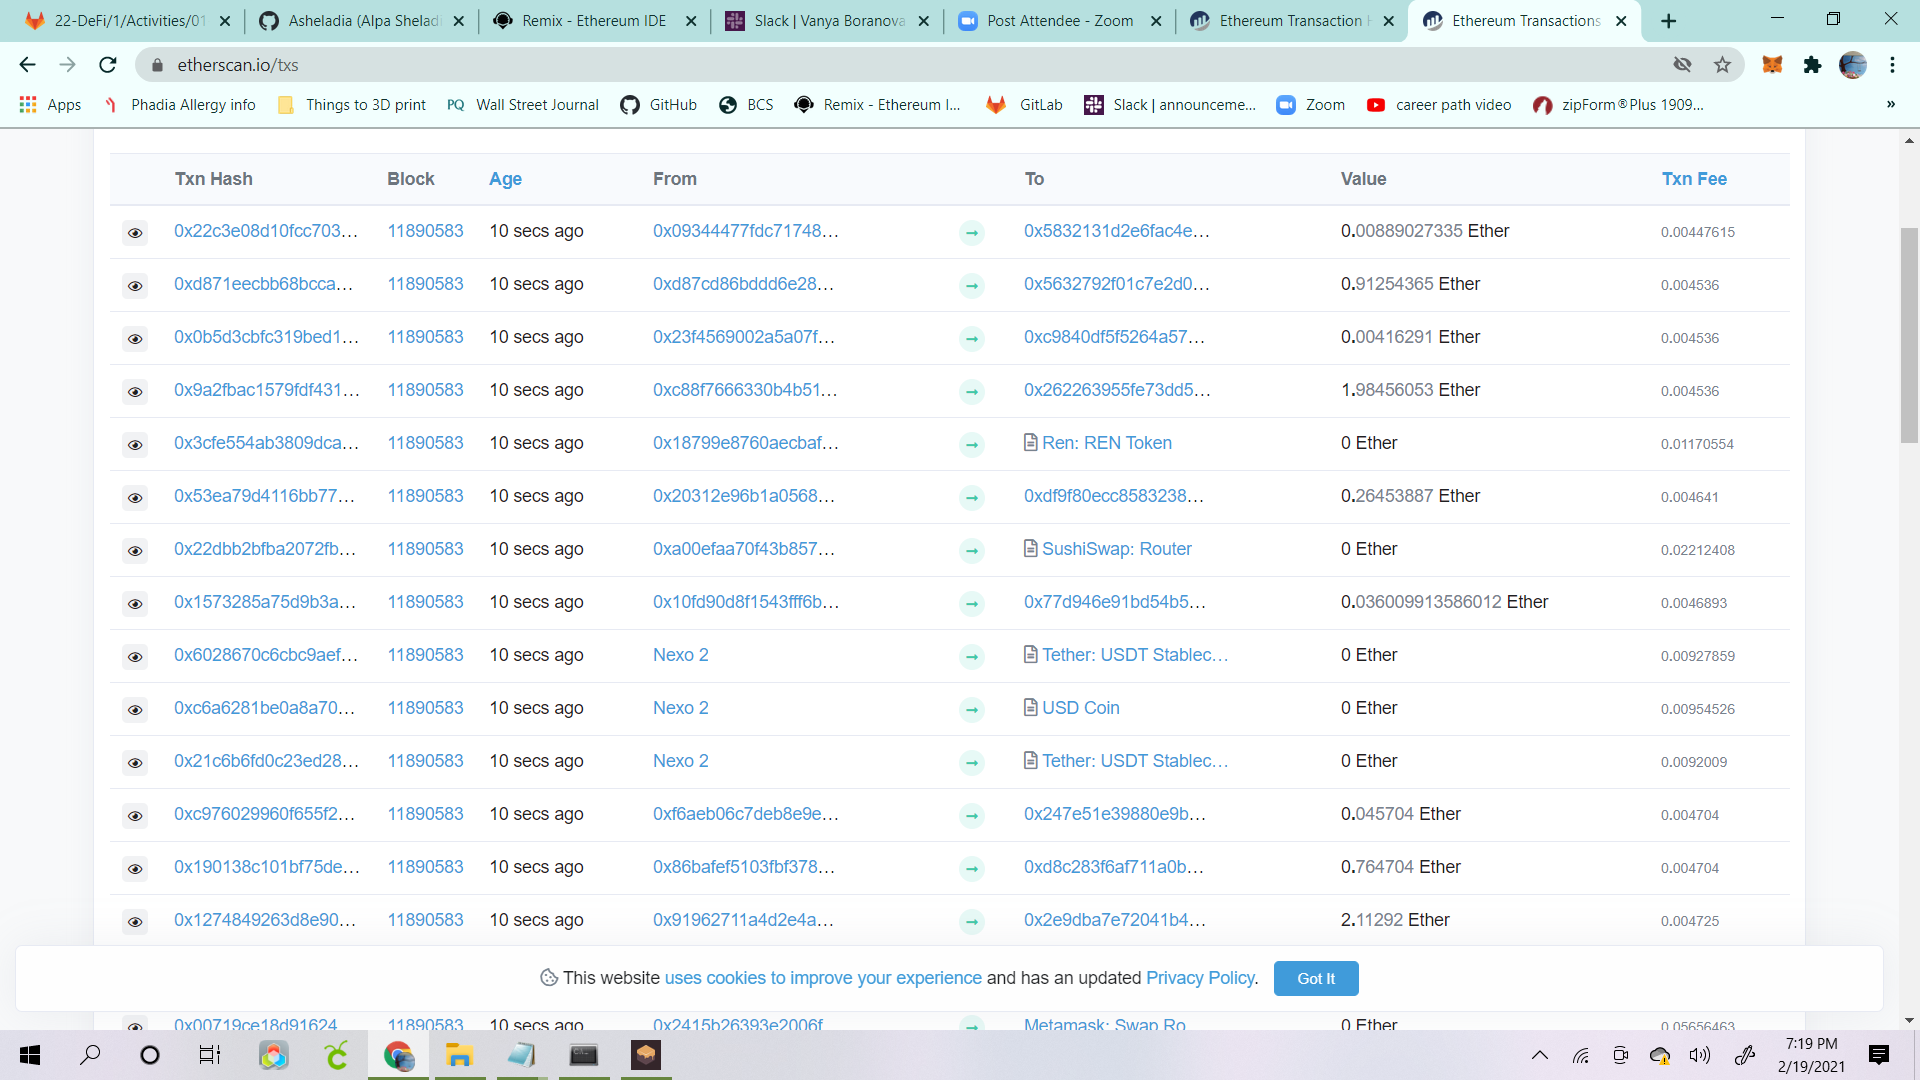 22-DeFi/1/Activities/01
Asheladia (Alpa Sheladi
Remix - Ethereum IDE
Slack | Vanya Boranova
Post Attendee - Zoom
Ethereum Transaction H
Ethereum Transactions
etherscan.io/txs
Apps
Phadia Allergy info
Things to 3D print
PQ Wall Street Journal
GitHub
BCS
Remix - Ethereum I...
GitLab
Slack | announceme...
Zoom
career path video
zipForm®Plus 1909...
»
Txn Hash Block Age From To Value Txn Fee
0x22c3e08d10fcc703... 11890583 10 secs ago 0x09344477fdc71748... 0x5832131d2e6fac4e... 0.00889027335 Ether 0.00447615
0xd871eecbb68bcca... 11890583 10 secs ago 0xd87cd86bddd6e28... 0x5632792f01c7e2d0... 0.91254365 Ether 0.004536
0x0b5d3cbfc319bed1... 11890583 10 secs ago 0x23f4569002a5a07f... 0xc9840df5f5264a57... 0.00416291 Ether 0.004536
0x9a2fbac1579fdf431... 11890583 10 secs ago 0xc88f7666330b4b51... 0x262263955fe73dd5... 1.98456053 Ether 0.004536
0x3cfe554ab3809dca... 11890583 10 secs ago 0x18799e8760aecbaf... Ren: REN Token 0 Ether 0.01170554
0x53ea79d4116bb77... 11890583 10 secs ago 0x20312e96b1a0568... 0xdf9f80ecc8583238... 0.26453887 Ether 0.004641
0x22dbb2bfba2072fb... 11890583 10 secs ago 0xa00efaa70f43b857... SushiSwap: Router 0 Ether 0.02212408
0x1573285a75d9b3a... 11890583 10 secs ago 0x10fd90d8f1543fff6b... 0x77d946e91bd54b5... 0.036009913586012 Ether 0.0046893
0x6028670c6cbc9aef... 11890583 10 secs ago Nexo 2 Tether: USDT Stablec... 0 Ether 0.00927859
0xc6a6281be0a8a70... 11890583 10 secs ago Nexo 2 USD Coin 0 Ether 0.00954526
0x21c6b6fd0c23ed28... 11890583 10 secs ago Nexo 2 Tether: USDT Stablec... 0 Ether 0.0092009
0xc976029960f655f2... 11890583 10 secs ago 0xf6aeb06c7deb8e9e... 0x247e51e39880e9b... 0.045704 Ether 0.004704
0x190138c101bf75de... 11890583 10 secs ago 0x86bafef5103fbf378... 0xd8c283f6af711a0b... 0.764704 Ether 0.004704
0x1274849263d8e90... 11890583 10 secs ago 0x91962711a4d2e4a... 0x2e9dba7e72041b4... 2.11292 Ether 0.004725
This website uses cookies to improve your experience and has an updated Privacy Policy. Got It
0x00719ce18d91624 11890583 10 secs ago 0x2415b26393e2006f Metamask: Swap Ro 0 Ether 0.05656463
7:19 PM
2/19/2021